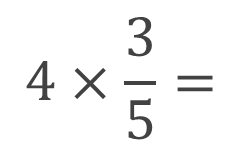 4 × 3/5 =